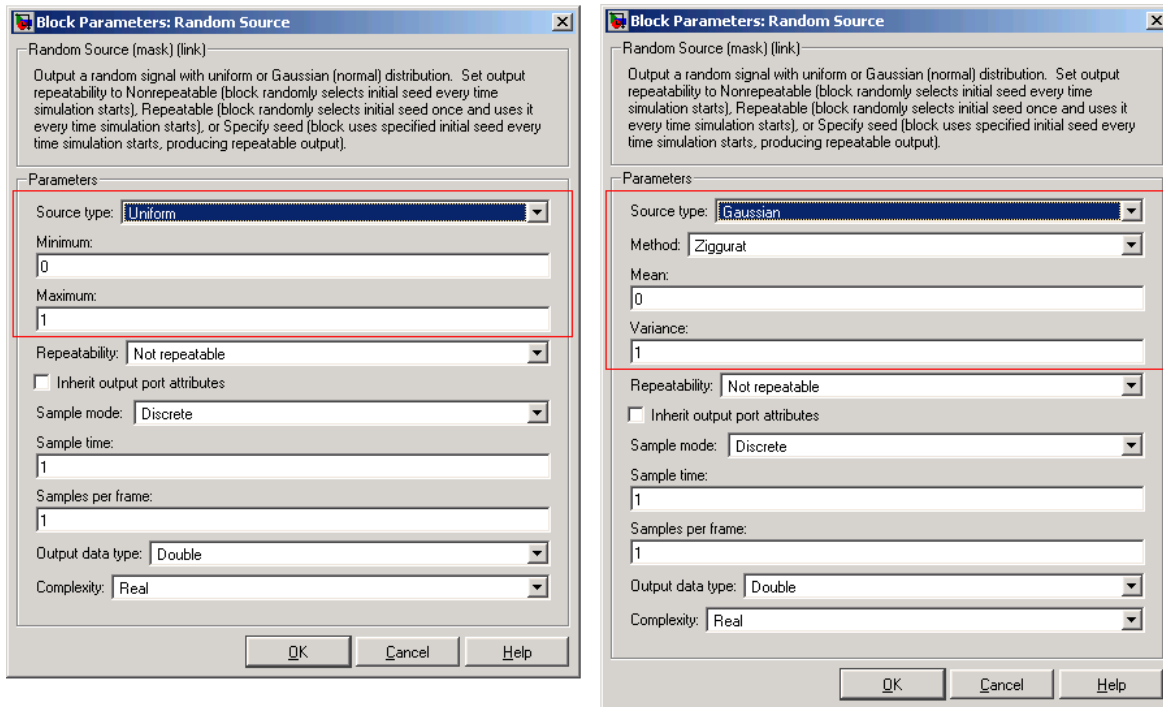 Block Parameters: Random Source
Random Source (mask) (link)
Output a random signal with uniform or Gaussian (normal) distribution. Set output
repeatability to Nonrepeatable (block randomly selects initial seed every time
simulation starts), Repeatable (block randomly selects initial seed once and uses it
every time simulation starts), or Specify seed (block uses specified initial seed every
time simulation starts, producing repeatable output).
Parameters
Source type: Uniform
Minimum:
0
Maximum:
1
Repeatability: Not repeatable
Inherit output port attributes
Sample mode: Discrete
Sample time:
1
Samples per frame:
1
Output data type: Double
Complexity: Real
OK Cancel Help
Block Parameters: Random Source
Random Source (mask) (link)
Output a random signal with uniform or Gaussian (normal) distribution. Set output
repeatability to Nonrepeatable (block randomly selects initial seed every time
simulation starts), Repeatable (block randomly selects initial seed once and uses it
every time simulation starts), or Specify seed (block uses specified initial seed every
time simulation starts, producing repeatable output).
Parameters
Source type: Gaussian
Method: Ziggurat
Mean:
0
Variance:
1
Repeatability: Not repeatable
Inherit output port attributes
Sample mode: Discrete
Sample time:
1
Samples per frame:
1
Output data type: Double
Complexity: Real
OK Cancel Help